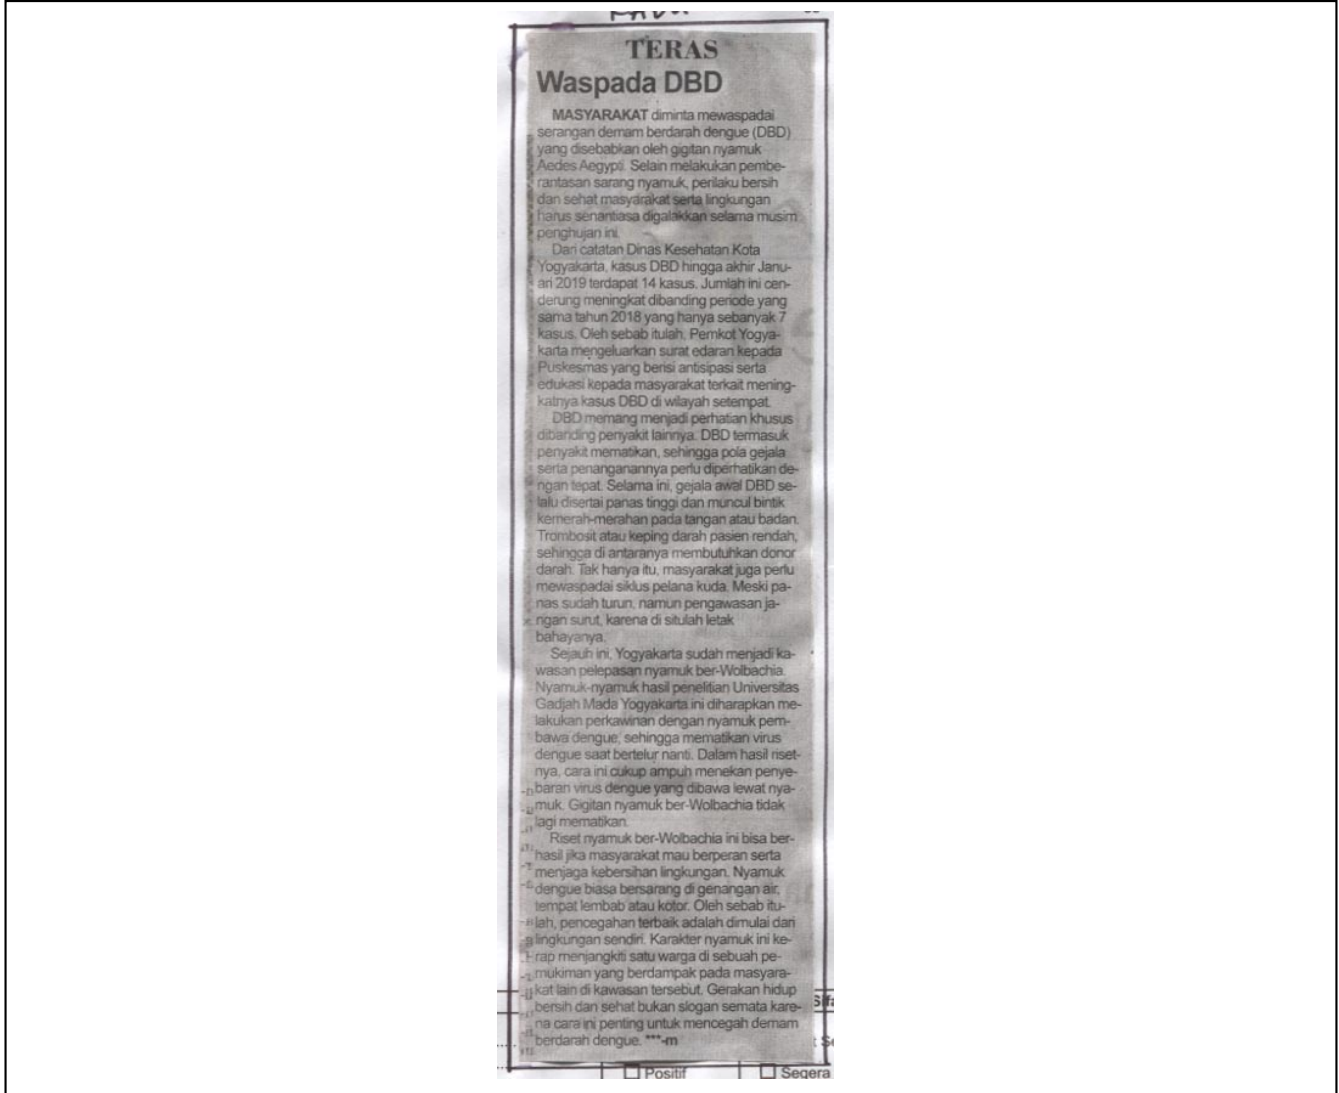 TERAS
Waspada DBD
MASYARAKAT diminta mewaspadai
serangan demam berdarah dengue (DBD)
yang disebabkan oleh gigitan nyamuk
Aedes Aegypti. Selain melakukan pembe-
rantasan sarang nyamuk, perilaku bersih
dan sehat masyarakat serta lingkungan
harus senantiasa digalakkan selama musim
penghujan ini.
Dari catatan Dinas Kesehatan Kota
Yogyakarta, kasus DBD hingga akhir Janu-
ari 2019 terdapat 14 kasus. Jumlah ini cen-
derung meningkat dibanding periode yang
sama tahun 2018 yang hanya sebanyak 7
kasus. Oleh sebab itulah, Pemkot Yogya-
karta mengeluarkan surat edaran kepada
Puskesmas yang berisi antisipasi serta
edukasi kepada masyarakat terkait mening-
katnya kasus DBD di wilayah setempat.
DBD memang menjadi perhatian khusus
dibanding penyakit lainnya. DBD termasuk
penyakit mematikan, sehingga pola gejala
serta penanganannya perlu diperhatikan de-
ngan tepat. Selama ini, gejala awal DBD se-
lalu disertai panas tinggi dan muncul bintik
kemerah-merahan pada tangan atau badan.
Trombosit atau keping darah pasien rendah,
sehingga di antaranya membutuhkan donor
darah. Tak hanya itu, masyarakat juga perlu
mewaspadai siklus pelana kuda. Meski pa-
nas sudah turun, namun pengawasan ja-
ngan surut, karena di situlah letak
bahayanya.
Sejauh ini, Yogyakarta sudah menjadi ka-
wasan pelepasan nyamuk ber-Wolbachia.
Nyamuk-nyamuk hasil penelitian Universitas
Gadjah Mada Yogyakarta ini diharapkan me-
lakukan perkawinan dengan nyamuk pem-
bawa dengue, sehingga mematikan virus
dengue saat bertelur nanti. Dalam hasil riset-
nya, cara ini cukup ampuh menekan penye-
baran virus dengue yang dibawa lewat nya-
muk. Gigitan nyamuk ber-Wolbachia tidak
lagi mematikan.
Riset nyamuk ber-Wolbachia ini bisa ber-
hasil jika masyarakat mau berperan serta
menjaga kebersihan lingkungan. Nyamuk
dengue biasa bersarang di genangan air,
tempat lembab atau kotor. Oleh sebab itu-
lah, pencegahan terbaik adalah dimulai dari
lingkungan sendiri. Karakter nyamuk ini ke-
rap menjangkiti satu warga di sebuah pe-
mukiman yang berdampak pada masyara-
kat lain di kawasan tersebut. Gerakan hidup
bersih dan sehat bukan slogan semata kare-
na cara ini penting untuk mencegah demam
berdarah dengue. ***-m
Positif
Segera